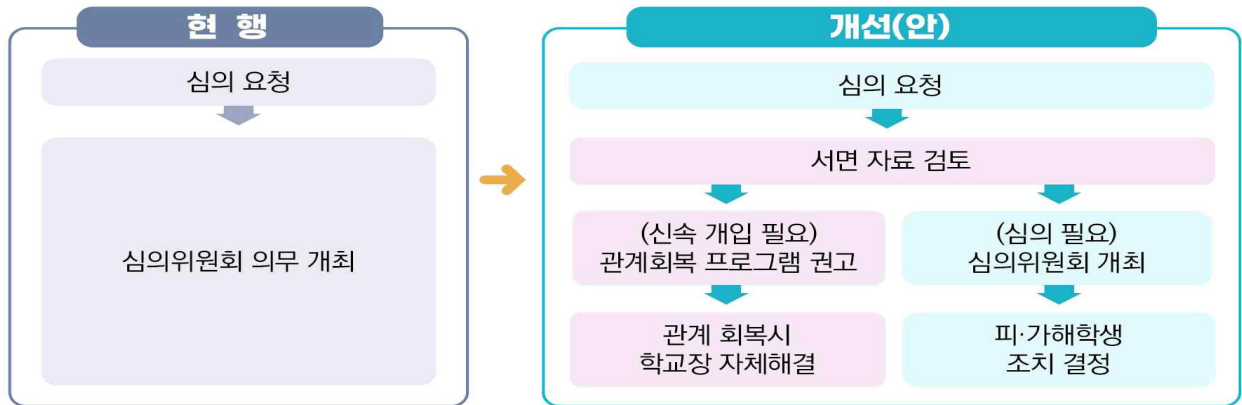 현 행
심의 요청
심의위원회 의무 개최
개선(안)
심의 요청
서면 자료 검토
(신속 개입 필요)
관계회복 프로그램 권고
(심의 필요)
심의위원회 개최
관계 회복시
학교장 자체해결
피·가해학생
조치 결정